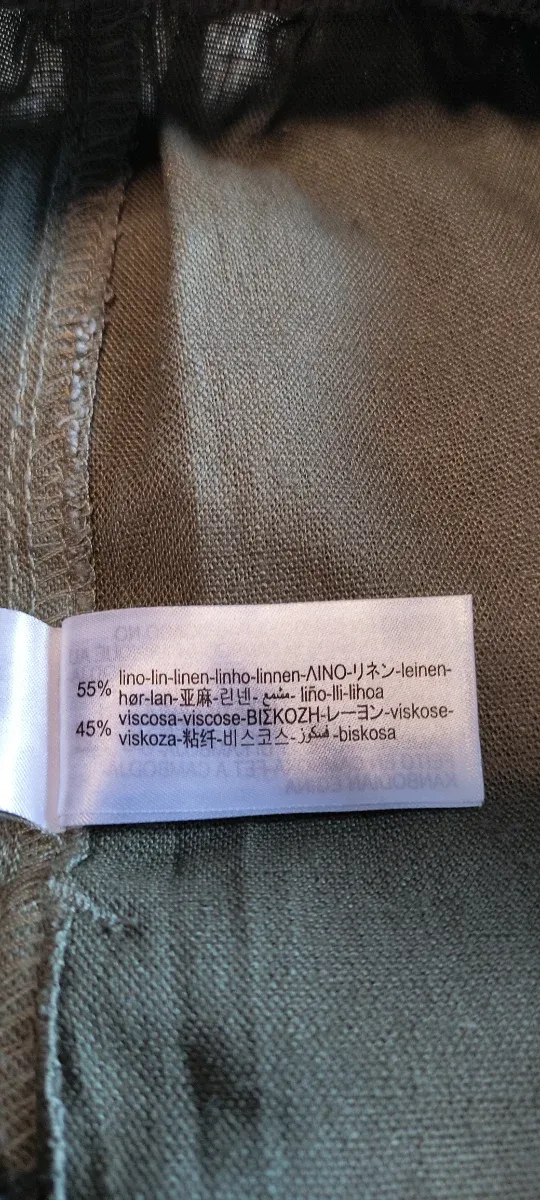 55% lino-lin-linen-linho-linnen-ΛΙΝΟ-リネン-leinen-
hør-lan-亚麻-린넨-مشمع- liño-lli-lihoa
45% viscosa-viscose-ΒΙΣΚΟΖΗ-レーヨン-viskose-
viskoza-粘纤-비스코스-فسكوز-biskosa